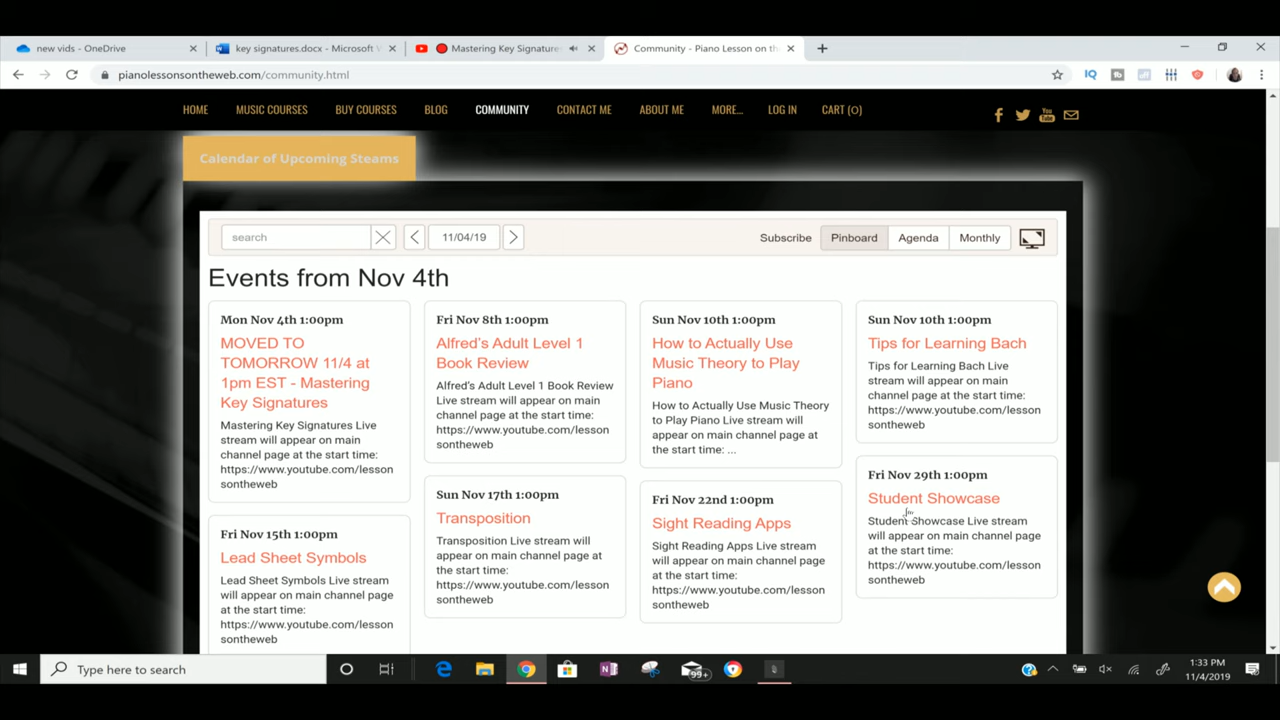 new vids - OneDrive
key signatures.docx - Microsoft W
Mastering Key Signatures
Community - Piano Lesson on th
pianolessonsontheweb.com/community.html
HOME MUSIC COURSES BUY COURSES BLOG COMMUNITY CONTACT ME ABOUT ME MORE... LOG IN CART (0)
Calendar of Upcoming Steams
search
11/04/19
Subscribe
Pinboard
Agenda
Monthly
Events from Nov 4th
Mon Nov 4th 1:00pm
MOVED TO
TOMORROW 11/4 at
1pm EST - Mastering
Key Signatures
Mastering Key Signatures Live
stream will appear on main
channel page at the start time:
https://www.youtube.com/lesson
sontheweb
Fri Nov 8th 1:00pm
Alfred's Adult Level 1
Book Review
Alfred's Adult Level 1 Book Review
Live stream will appear on main
channel page at the start time:
https://www.youtube.com/lesson
sontheweb
Sun Nov 10th 1:00pm
How to Actually Use
Music Theory to Play
Piano
How to Actually Use Music Theory
to Play Piano Live stream will
appear on main channel page at
the start time: ...
Sun Nov 10th 1:00pm
Tips for Learning Bach
Tips for Learning Bach Live
stream will appear on main
channel page at the start time:
https://www.youtube.com/lesson
sontheweb
Fri Nov 15th 1:00pm
Lead Sheet Symbols
Lead Sheet Symbols Live stream
will appear on main channel page
at the start time:
https://www.youtube.com/lesson
Sun Nov 17th 1:00pm
Transposition
Transposition Live stream will
appear on main channel page at
the start time:
https://www.youtube.com/lesson
sontheweb
Fri Nov 22nd 1:00pm
Sight Reading Apps
Sight Reading Apps Live stream
will appear on main channel page
at the start time:
https://www.youtube.com/lesson
sontheweb
Fri Nov 29th 1:00pm
Student Showcase
Student Showcase Live stream
will appear on main channel page
at the start time:
https://www.youtube.com/lesson
sontheweb
Type here to search
99+
1:33 PM
11/4/2019